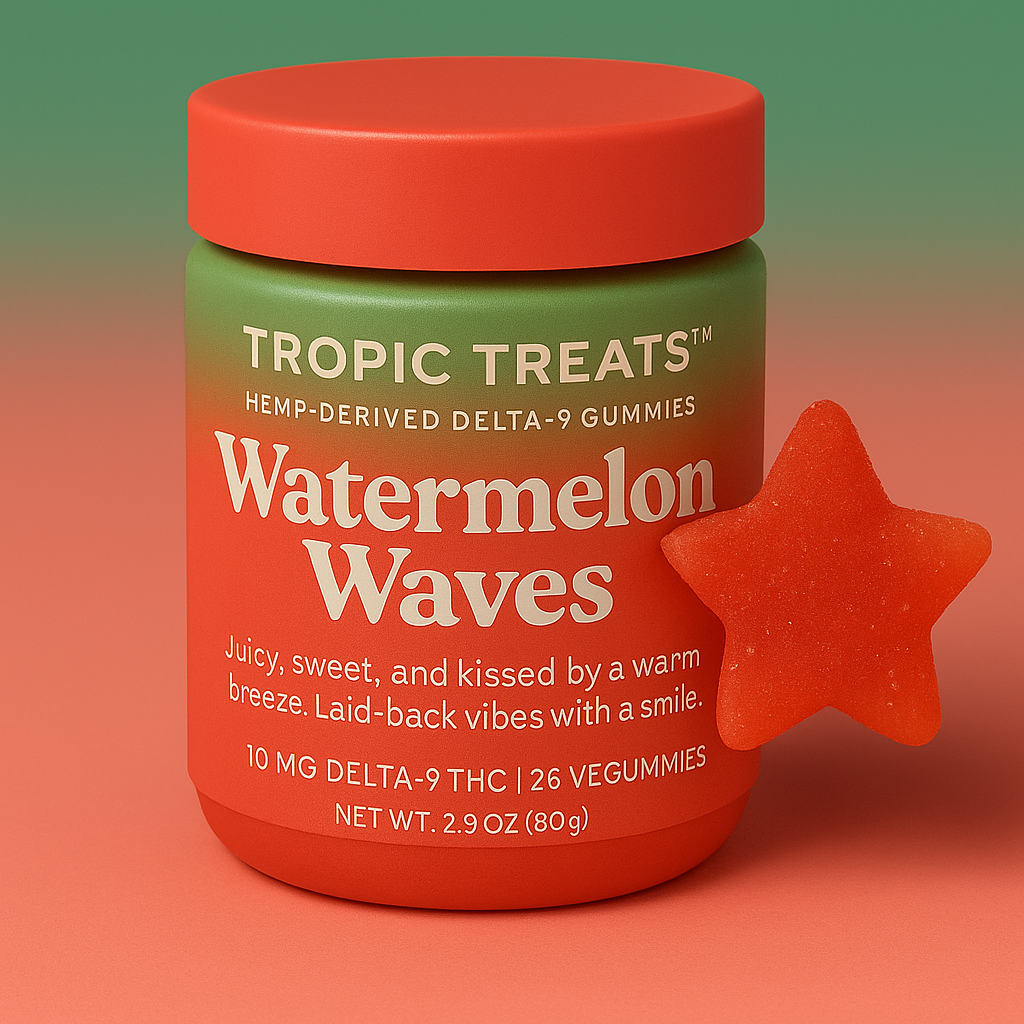 TROPIC TREATS™
HEMP-DERIVED DELTA-9 GUMMIES
Watermelon
Waves
Juicy, sweet, and kissed by a warm
breeze. Laid-back vibes with a smile.
10 MG DELTA-9 THC | 26 VEGUMMIES
NET WT. 2.9 OZ (80g)